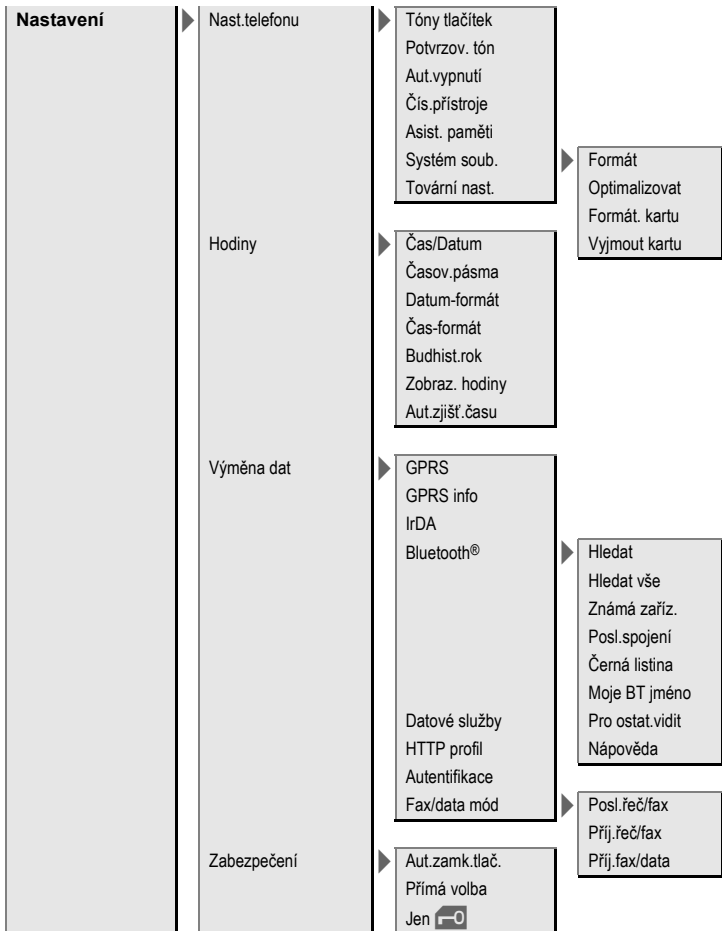 Nastavení
Nast.telefonu
Tóny tlačítek
Potvrzov. tón
Aut.vypnutí
Čís.přístroje
Asist. paměti
Systém soub.
Formát
Optimalizovat
Formát. kartu
Vyjmout kartu
Tovární nast.
Hodiny
Čas/Datum
Časov.pásma
Datum-formát
Čas-formát
Budhist.rok
Zobraz. hodiny
Aut.zjišť.času
Výměna dat
GPRS
GPRS info
IrDA
Bluetooth®
Hledat
Hledat vše
Známá zaříz.
Posl.spojení
Černá listina
Moje BT jméno
Pro ostat.vidit
Nápověda
Datové služby
HTTP profil
Autentifikace
Fax/data mód
Posl.řeč/fax
Příj.řeč/fax
Příj.fax/data
Zabezpečení
Aut.zamk.tlač.
Přímá volba
Jen